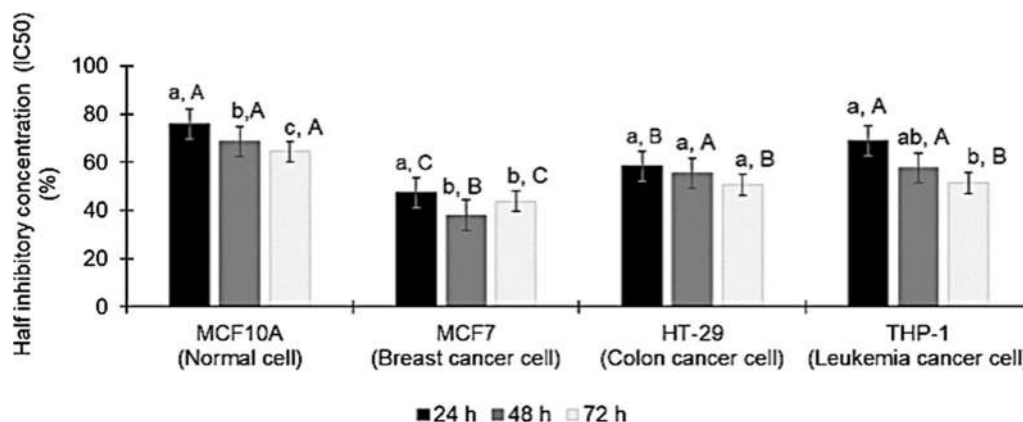 Half inhibitory concentration (IC50)
(%)
100
80
60
40
20
0
a, A
b,A
c, A
a, C
b, B
b, C
a, B
a, A
a, B
a, A
ab, A
b, B
MCF10A
(Normal cell)
MCF7
(Breast cancer cell)
HT-29
(Colon cancer cell)
THP-1
(Leukemia cancer cell)
24 h 48 h 72 h